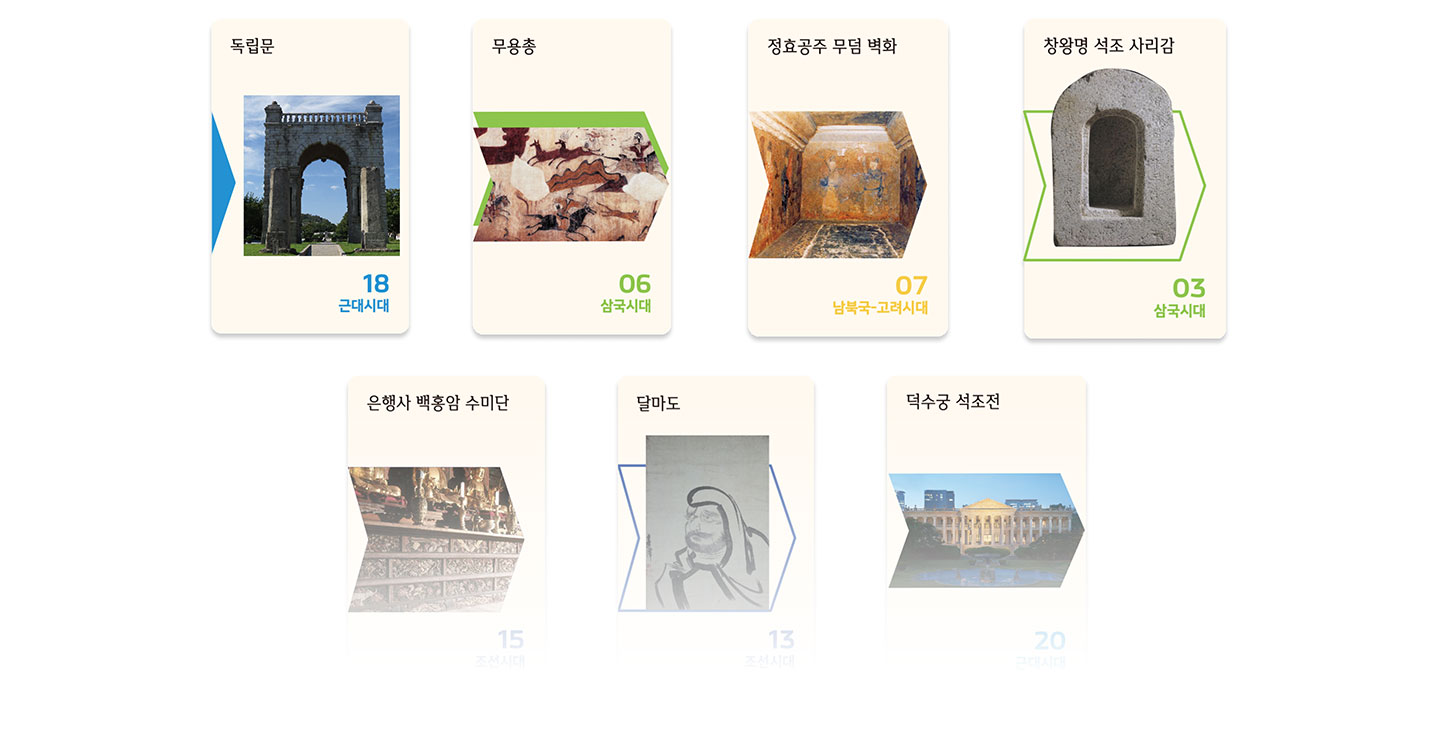 독립문
18
근대시대
무용총
06
삼국시대
정효공주 무덤 벽화
07
남북국-고려시대
창왕명 석조 사리감
03
삼국시대
은행사 백흥암 수미단
15
조선시대
달마도
13
조선시대
덕수궁 석조전
20
근대시대